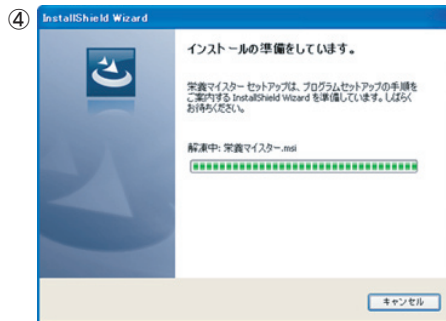 ④
InstallShield Wizard
インストールの準備をしています。
栄養マイスター セットアップは、プログラムセットアップの手順を
ご案内する InstallShield Wizard を準備しています。しばらく
お待ちください。
解凍中: 栄養マイスター.msi
キャンセル